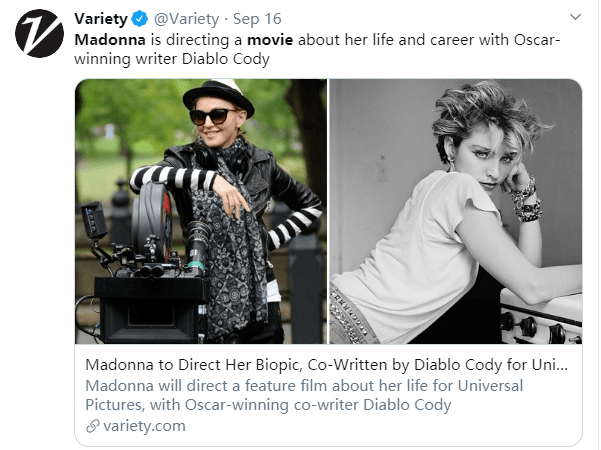 Variety @Variety · Sep 16
Madonna is directing a movie about her life and career with Oscar-
winning writer Diablo Cody
Madonna to Direct Her Biopic, Co-Written by Diablo Cody for Uni...
Madonna will direct a feature film about her life for Universal
Pictures, with Oscar-winning co-writer Diablo Cody
variety.com